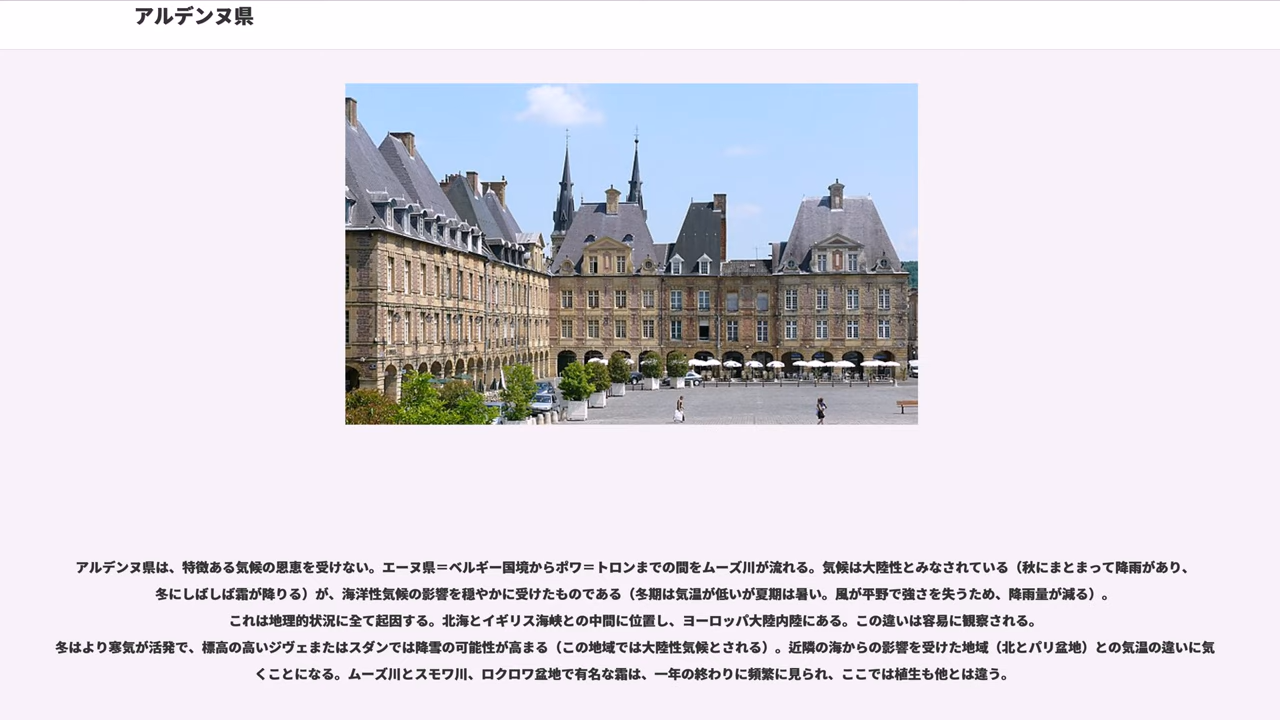 アルデンヌ県
アルデンヌ県は、特徴ある気候の恩恵を受けない。エーヌ県＝ベルギー国境からポワ＝トロンまでの間をムーズ川が流れる。気候は大陸性とみなされている（秋にまとまって降雨があり、
冬にしばしば霜が降りる）が、海洋性気候の影響を穏やかに受けたものである（冬期は気温が低いが夏期は暑い。風が平野で強さを失うため、降雨量が減る）。
これは地理的状況に全て起因する。北海とイギリス海峡との中間に位置し、ヨーロッパ大陸内陸にある。この違いは容易に観察される。
冬はより寒気が活発で、標高の高いジヴェまたはスダンでは降雪の可能性が高まる（この地域では大陸性気候とされる）。近隣の海からの影響を受けた地域（北とパリ盆地）との気温の違いに気
くことになる。ムーズ川とスモワ川、ロクロワ盆地で有名な霜は、一年の終わりに頻繁に見られ、ここでは植生も他とは違う。